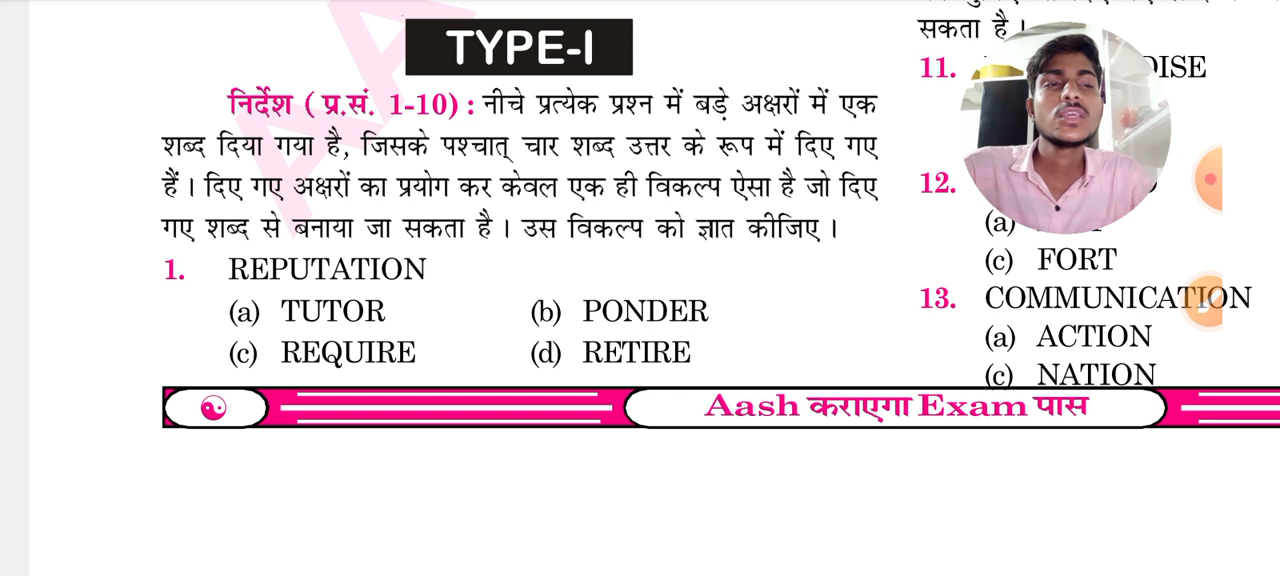 TYPE-I
निर्देश ( प्र.सं. 1-10) : नीचे प्रत्येक प्रश्न में बड़े अक्षरों में एक
शब्द दिया गया है, जिसके पश्चात् चार शब्द उत्तर के रूप में दिए गए
हैं। दिए गए अक्षरों का प्रयोग कर केवल एक ही विकल्प ऐसा है जो दिए
गए शब्द से बनाया जा सकता है। उस विकल्प को ज्ञात कीजिए।
1. REPUTATION
(a) TUTOR (b) PONDER
(c) REQUIRE (d) RETIRE
सकता है।
11.
12.
(a)
(c) FORT
13. COMMUNICATION
(a) ACTION
(c) NATION
Aash कराएगा Exam पास